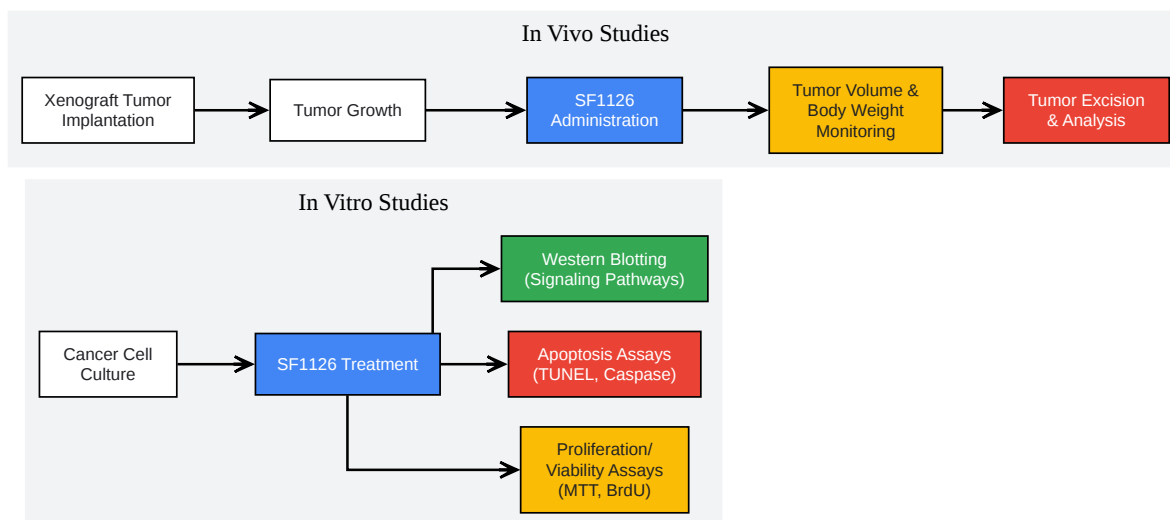 In Vivo Studies
Xenograft Tumor
Implantation
Tumor Growth
SF1126
Administration
Tumor Volume &
Body Weight
Monitoring
Tumor Excision
& Analysis
In Vitro Studies
Cancer Cell
Culture
SF1126 Treatment
Western Blotting
(Signaling Pathways)
Apoptosis Assays
(TUNEL, Caspase)
Proliferation/
Viability Assays
(MTT, BrdU)